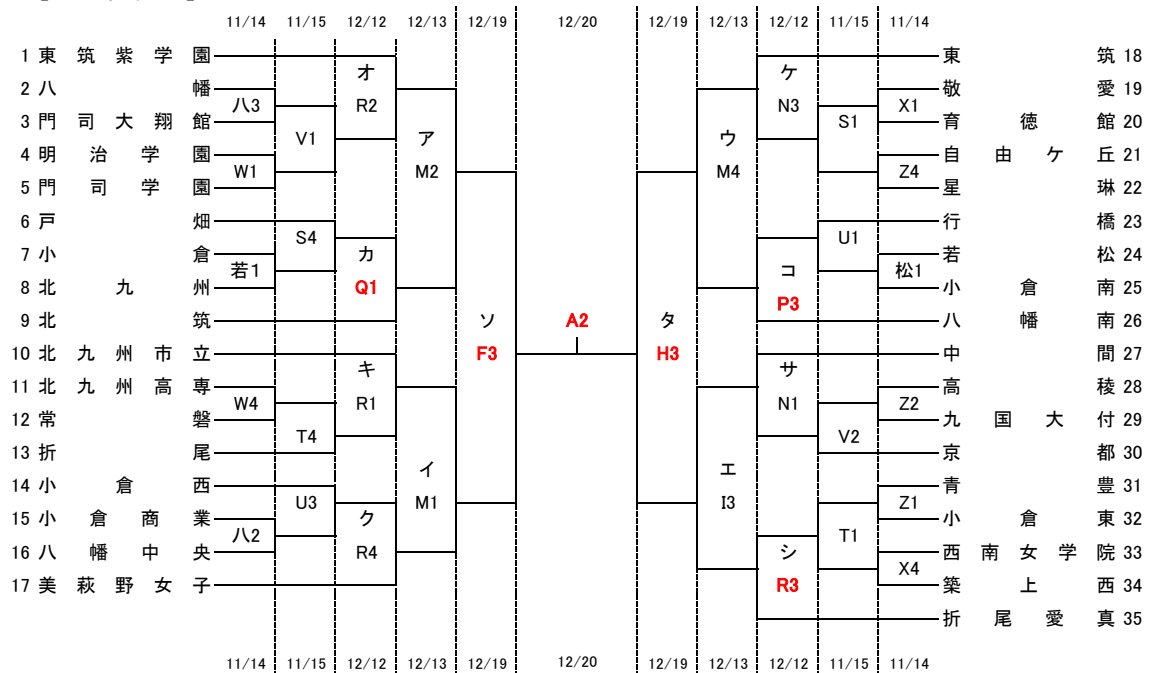 11/14 11/15 12/12 12/13 12/19 12/20 12/19 12/13 12/12 11/15 11/14
1 東筑紫学園 東筑 18
オ ケ
2 八幡 敬愛 19
八3 R2 N3 X1
3 門司大翔館 育徳館 20
V1 ア ウ S1
4 明治学園 自由ケ丘 21
W1 M2 M4 Z4
5 門司学園 星琳 22
6 戸畑 行橋 23
S4 U1
7 小倉 若松 24
若1 カ コ 松1
8 北九州 小倉南 25
Q1 P3
9 北筑 八幡南 26
ソ A2 タ
10 北九州市立 中間 27
F3 H3
キ サ
11 北九州高専 高稜 28
W4 R1 N1 Z2
12 常磐 九国大付 29
T4 V2
13 折尾 京都 30
イ エ
14 小倉西 青豊 31
U3 M1 I3 Z1
15 小倉商業 小倉東 32
八2 ク T1
16 八幡中央 西南女学院 33
R4 シ X4
17 美萩野女子 築上西 34
R3
折尾愛真 35
11/14 11/15 12/12 12/13 12/19 12/20 12/19 12/13 12/12 11/15 11/14